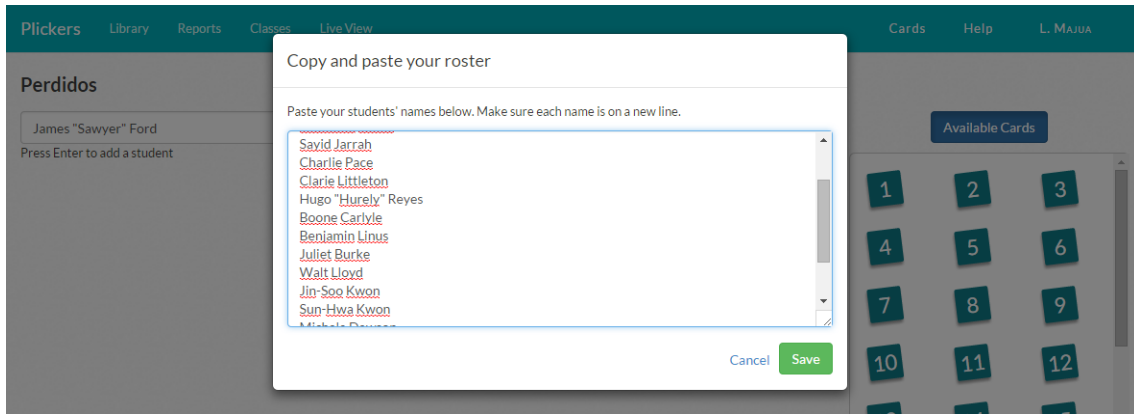 Plickers Library Reports Classes Live View Cards Help L. MAJUA
Copy and paste your roster
Perdidos
Paste your students' names below. Make sure each name is on a new line.
James "Sawyer" Ford
Press Enter to add a student
Sayid Jarrah
Charlie Pace
Clarie Littleton
Hugo "Hurely" Reyes
Boone Carlyle
Benjamin Linus
Juliet Burke
Walt Lloyd
Jin-Soo Kwon
Sun-Hwa Kwon
Cancel Save
Available Cards
1 2 3
4 5 6
7 8 9
10 11 12